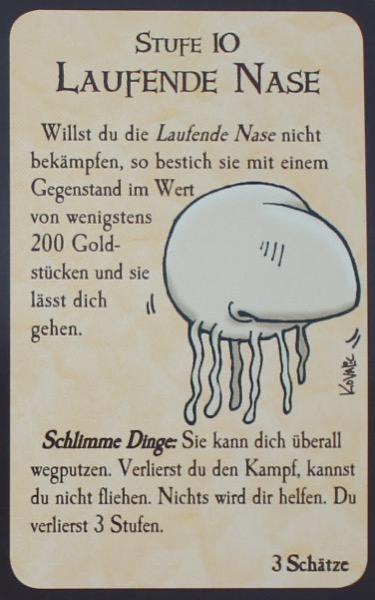 Stufe 10
Laufende Nase
Willst du die Laufende Nase nicht
bekämpfen, so bestich sie mit einem
Gegenstand im Wert
von wenigstens
200 Gold-
stücken und sie
lässt dich
gehen.
Kovalic
Schlimme Dinge: Sie kann dich überall
wegputzen. Verlierst du den Kampf, kannst
du nicht fliehen. Nichts wird dir helfen. Du
verlierst 3 Stufen.
3 Schätze